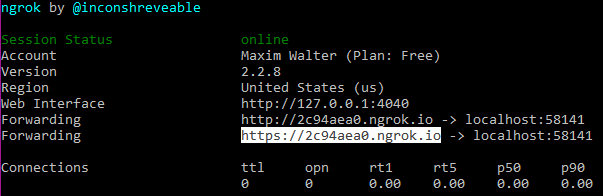 ngrok by @inconshreveable
Session Status online
Account Maxim Walter (Plan: Free)
Version 2.2.8
Region United States (us)
Web Interface http://127.0.0.1:4040
Forwarding http://2c94aea0.ngrok.io -> localhost:58141
Forwarding https://2c94aea0.ngrok.io -> localhost:58141
Connections ttl opn rt1 rt5 p50 p90
0 0 0.00 0.00 0.00 0.00